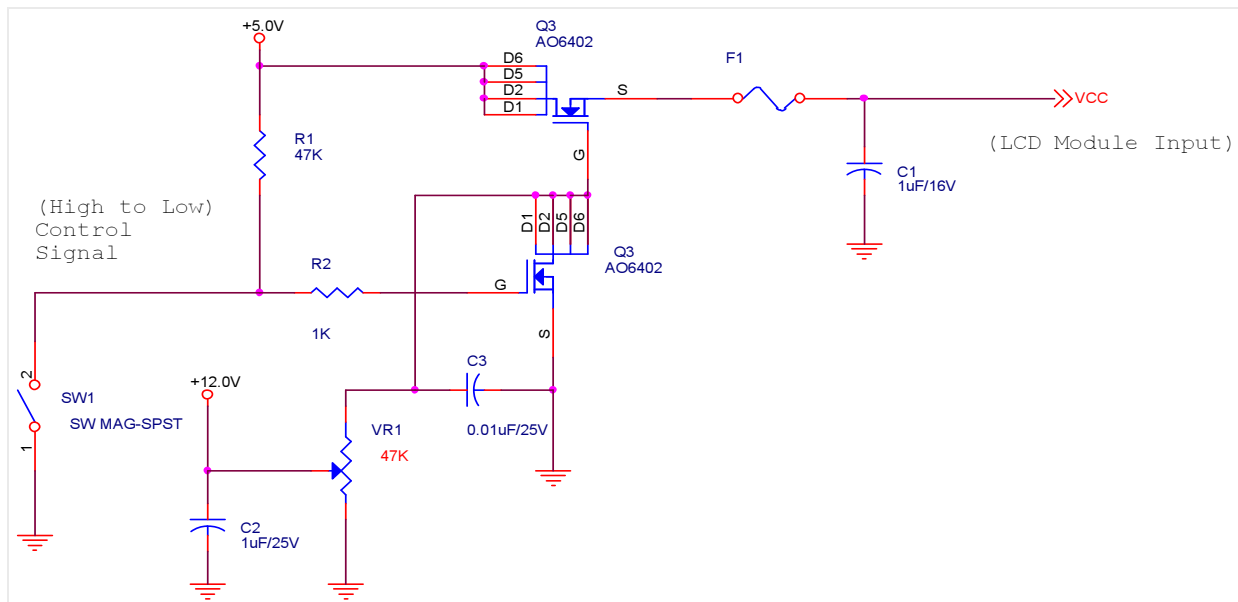 +5.0V
Q3
AO6402
F1
D6
D5
D2
D1
S
G
VCC
(LCD Module Input)
R1
47K
C1
1uF/16V
(High to Low)
Control
Signal
D1
D2
D5
D6
Q3
AO6402
R2
1K
G
S
+12.0V
C3
0.01uF/25V
2
SW1
SW MAG-SPST
1
VR1
47K
C2
1uF/25V